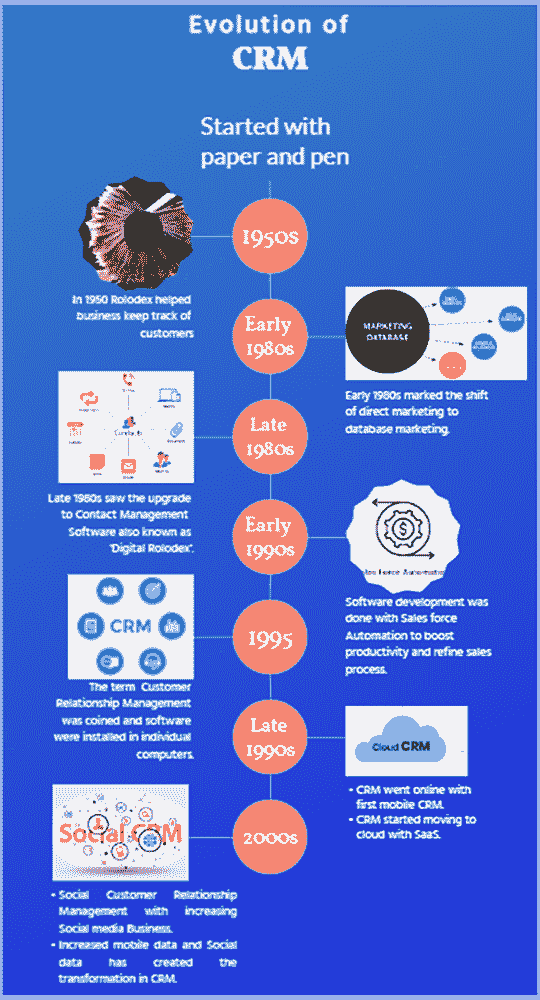 Evolution of
CRM
Started with
paper and pen
1950s
In 1950 Rolodex helped
business keep track of
customers
Early
1980s
MARKETING
DATABASE
Early 1980s marked the shift
of direct marketing to
database marketing.
Late
1980s
Late 1980s saw the upgrade
to Contact Management
Software also known as
"Digital Rolodex".
Early
1990s
Software development was
done with Sales force
Automation to boost
productivity and refine sales
process.
1995
CRM
The term Customer
Relationship Management
was coined and software
were installed in individual
computers.
Late
1990s
Cloud CRM
• CRM went online with
first mobile CRM.
• CRM started moving to
cloud with SaaS.
2000s
Social CRM
• Social Customer Relationship
Management with increasing
Social media Business.
• Increased mobile data and Social
data has created the
transformation in CRM.